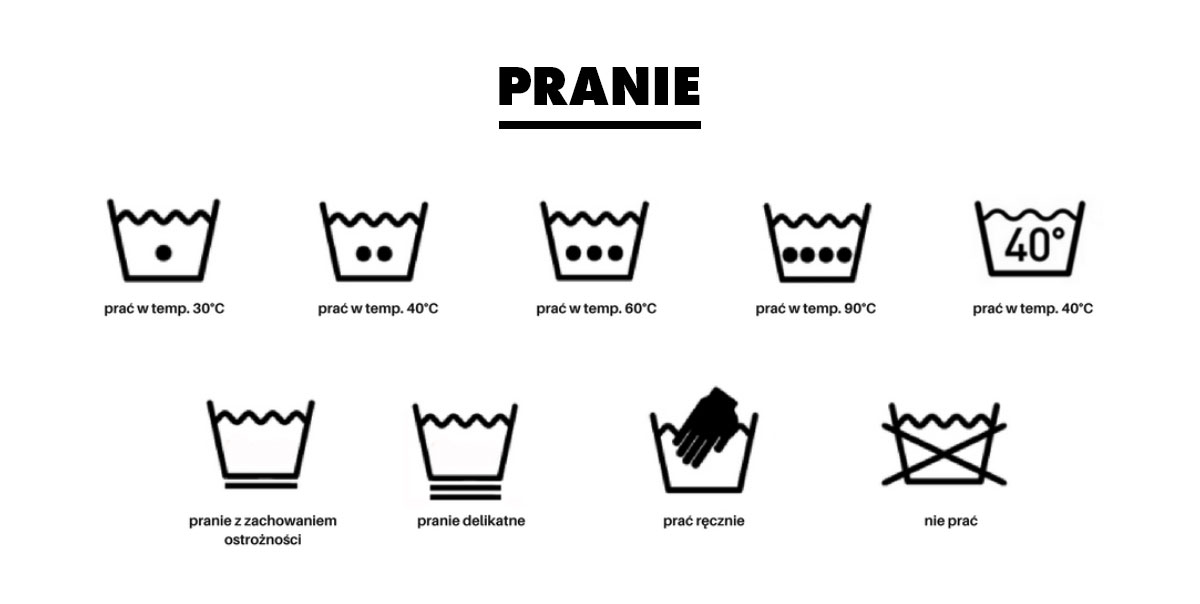 PRANIE
40°
prać w temp. 30°C
prać w temp. 40°C
prać w temp. 60°C
prać w temp. 90°C
prać w temp. 40°C
pranie z zachowaniem
ostrożności
pranie delikatne
prać ręcznie
nie prać